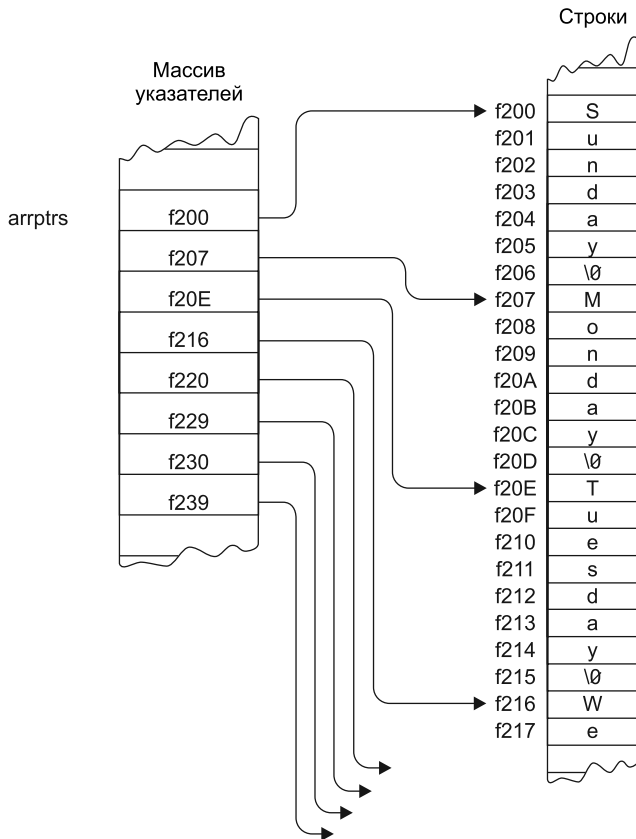 Строки
Массив
указателей
arrptrs
f200
f207
f20E
f216
f220
f229
f230
f239
f200 S
f201 u
f202 n
f203 d
f204 a
f205 y
f206 \0
f207 M
f208 o
f209 n
f20A d
f20B a
f20C y
f20D \0
f20E T
f20F u
f210 e
f211 s
f212 d
f213 a
f214 y
f215 \0
f216 W
f217 e